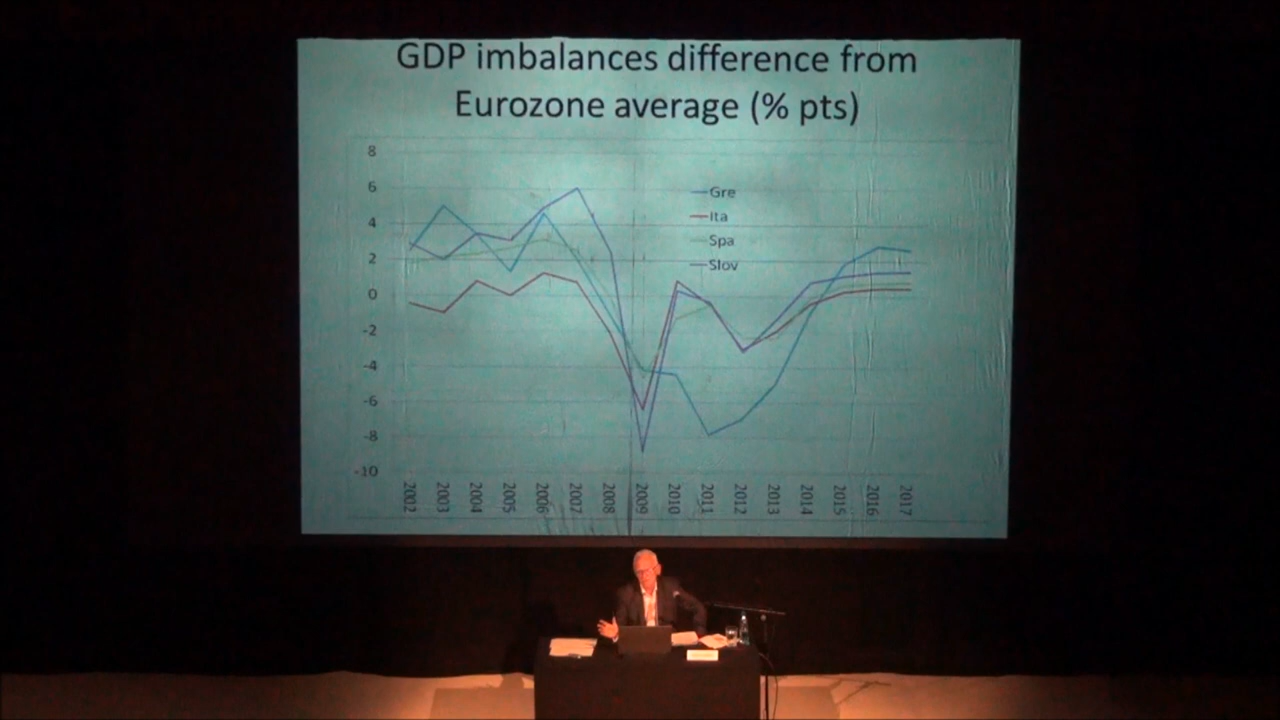 GDP imbalances difference from
Eurozone average (% pts)
8
6
4
2
0
-2
-4
-6
-8
-10
Gre
Ita
Spa
Slov
2002 2003 2004 2005 2006 2007 2008 2009 2010 2011 2012 2013 2014 2015 2016 2017